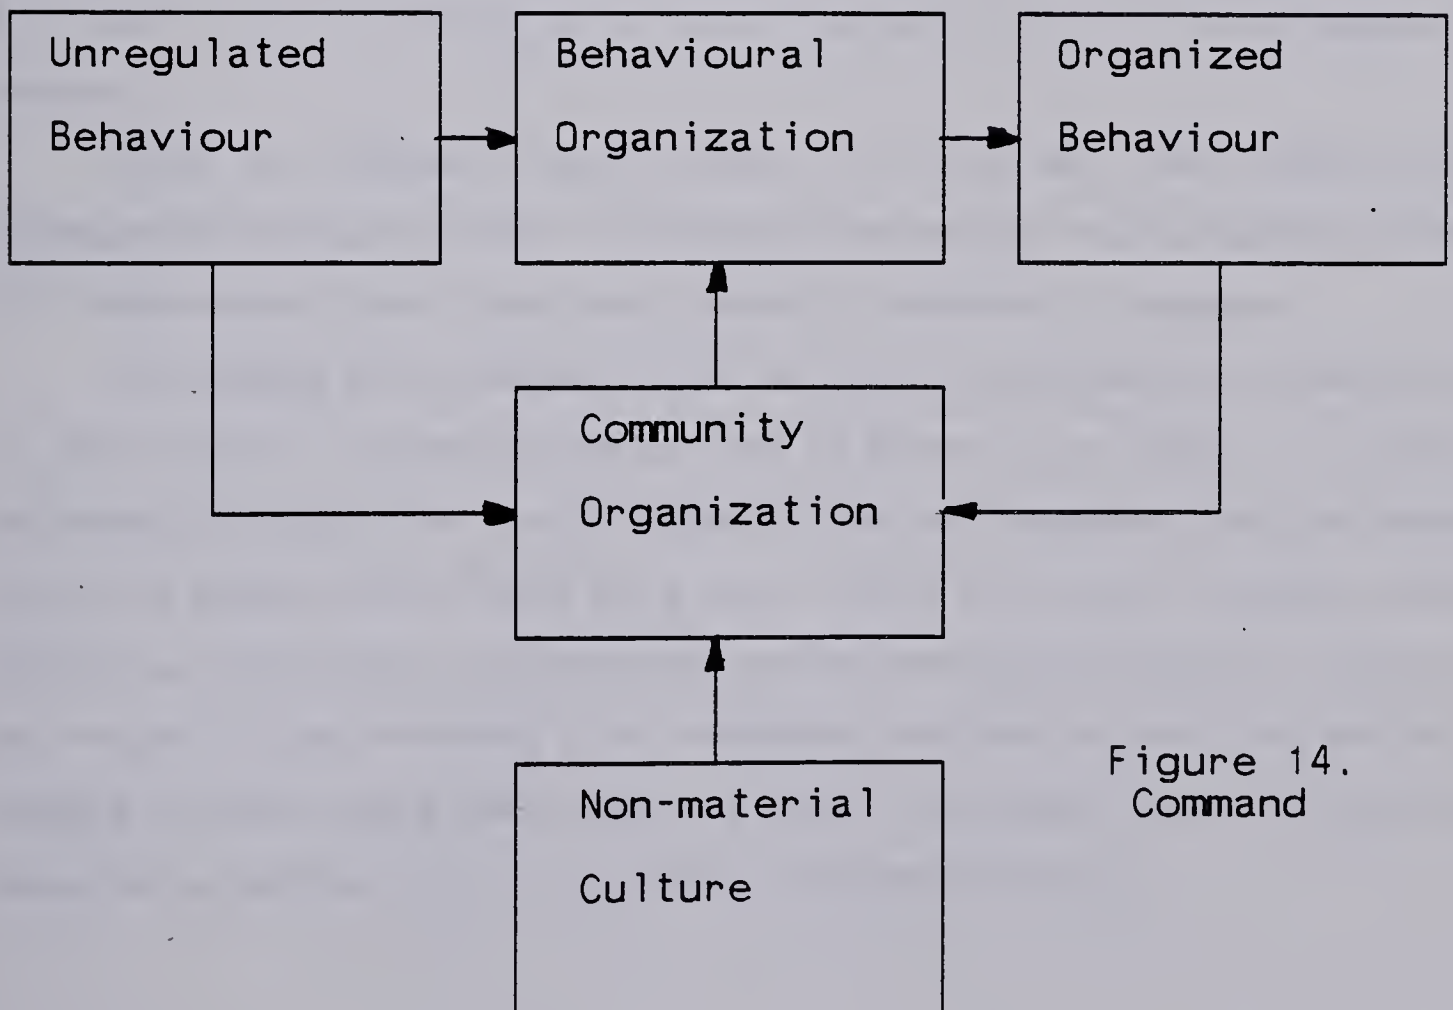 Unregulated
Behaviour
Behavioural
Organization
Organized
Behaviour
Community
Organization
Non-material
Culture
Figure 14.
Command